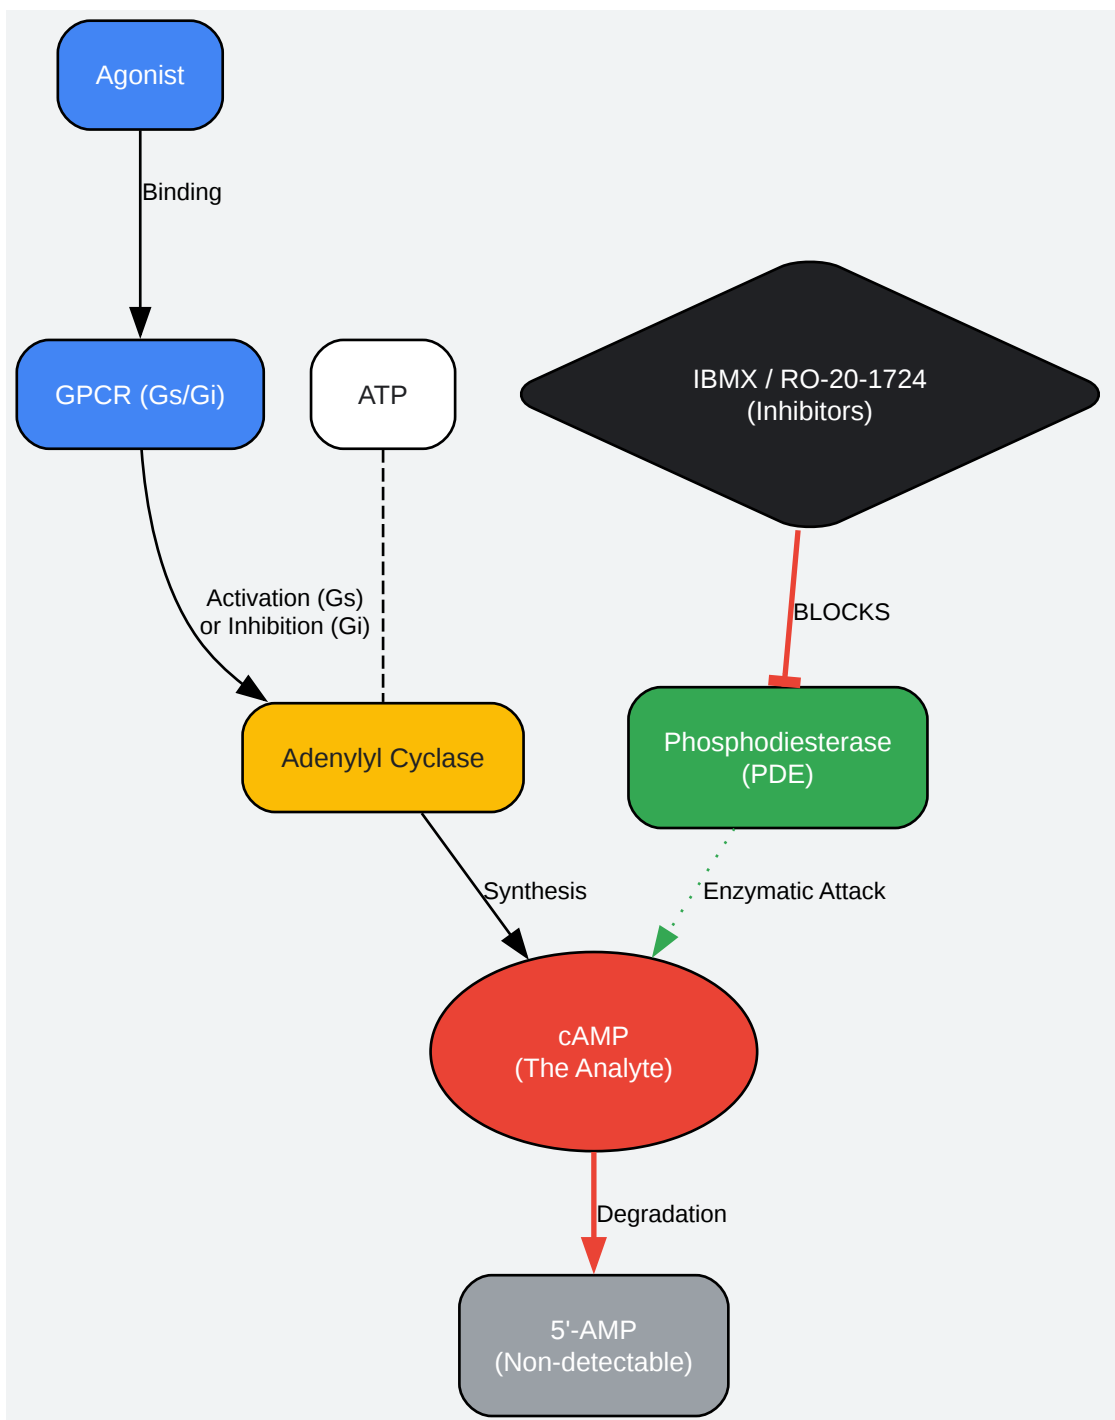 Agonist
Binding
GPCR (Gs/Gi)
ATP
IBMX / RO-20-1724
(Inhibitors)
Activation (Gs)
or Inhibition (Gi)
BLOCKS
Adenylyl Cyclase
Phosphodiesterase
(PDE)
Synthesis
Enzymatic Attack
cAMP
(The Analyte)
Degradation
5'-AMP
(Non-detectable)